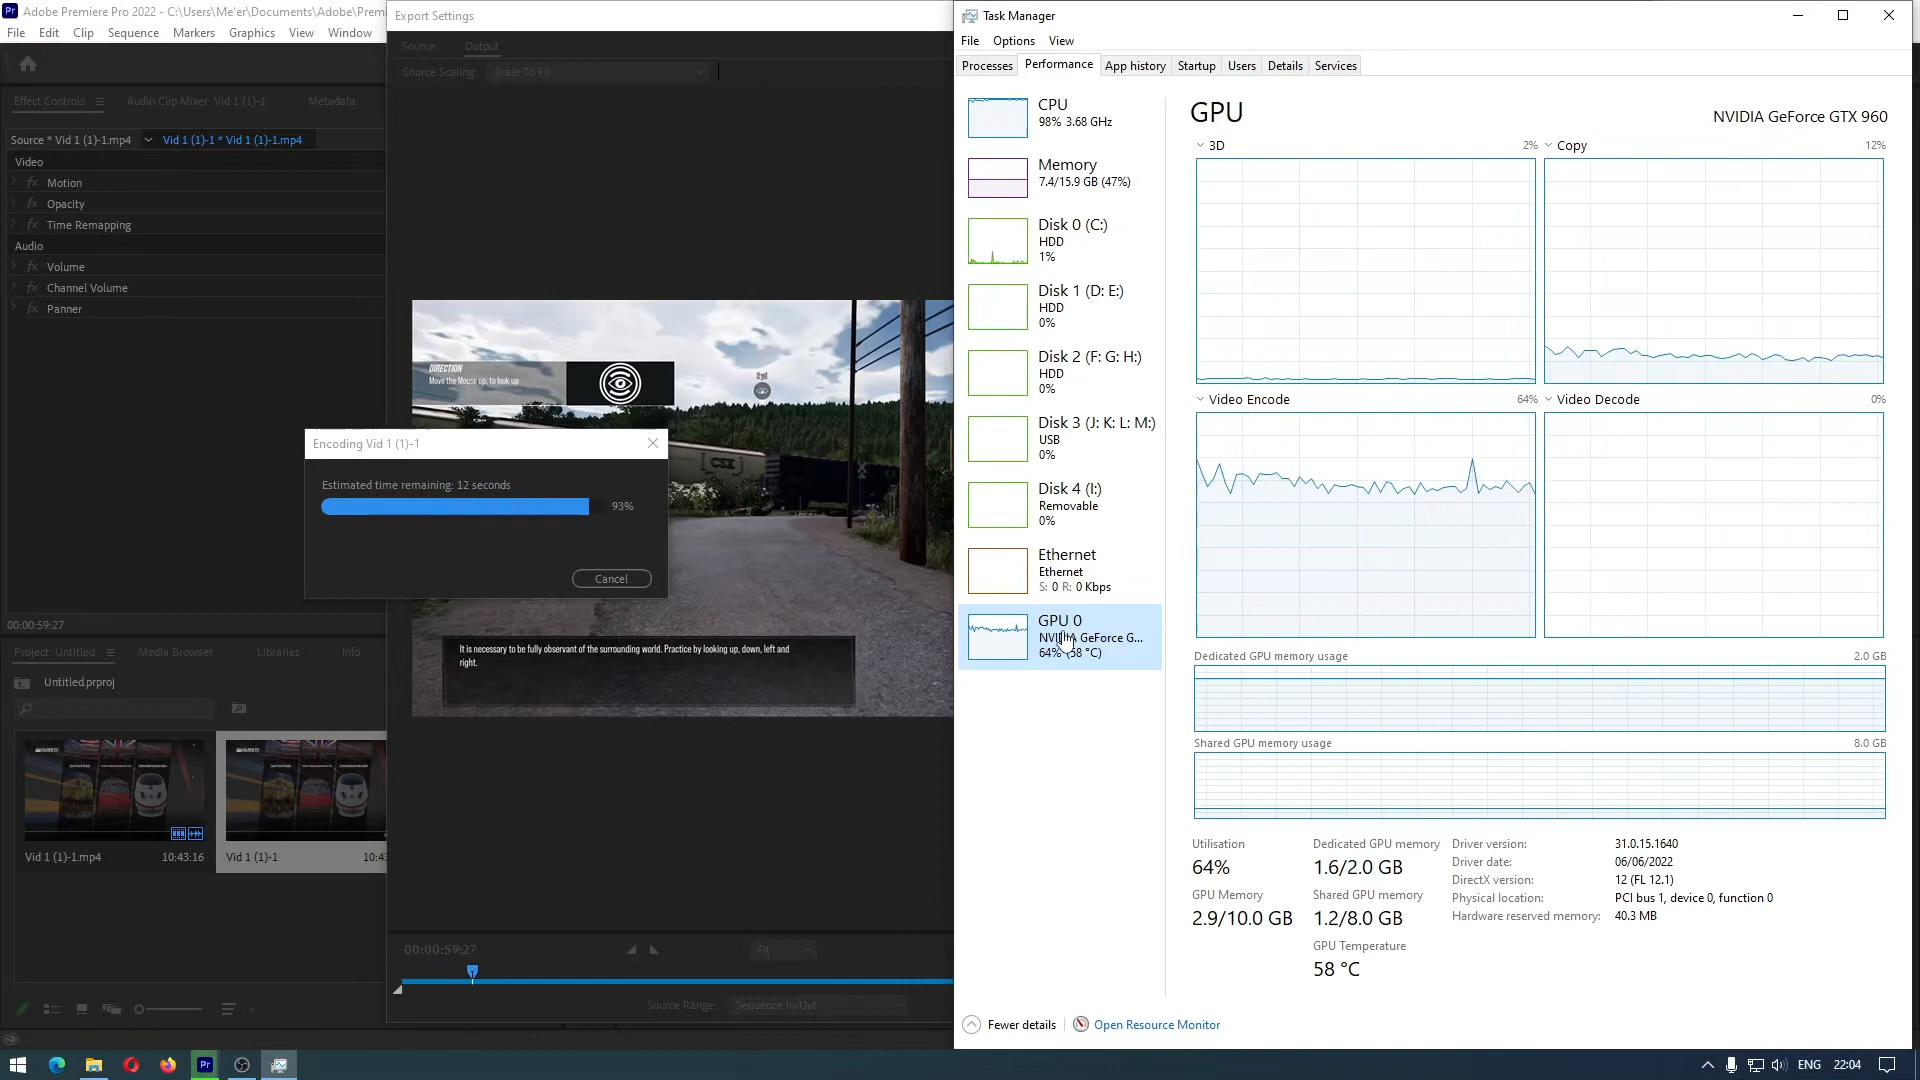 Adobe Premiere Pro 2022 - C:\Users\Me'er\Documents\Adobe\Premi
File Edit Clip Sequence Markers Graphics View Window
Effect Controls
Audio Clip Mixer: Vid 1 (1)-1
Metadata
Source * Vid 1 (1)-1.mp4
Vid 1 (1)-1 * Vid 1 (1)-1.mp4
Video
fx Motion
fx Opacity
fx Time Remapping
Audio
fx Volume
fx Channel Volume
fx Panner
00:00:59:27
Project: Untitled
Media Browser
Libraries
Info
Untitled.prproj
Vid 1 (1)-1.mp4 10:43:16
Vid 1 (1)-1 10:43
Export Settings
Source Output
Source Scaling: Scale To Fit
DIRECTION
Move the Mouse up, to look up
CSX
It is necessary to be fully observant of the surrounding world. Practice by looking up, down, left and
right.
Encoding Vid 1 (1)-1
Estimated time remaining: 12 seconds
93%
Cancel
00:00:59:27
Fit
Source Range: Sequence In/Out
Task Manager
File Options View
Processes Performance App history Startup Users Details Services
CPU
98% 3.68 GHz
Memory
7.4/15.9 GB (47%)
Disk 0 (C:)
HDD
1%
Disk 1 (D: E:)
HDD
0%
Disk 2 (F: G: H:)
HDD
0%
Disk 3 (J: K: L: M:)
USB
0%
Disk 4 (I:)
Removable
0%
Ethernet
Ethernet
S: 0 R: 0 Kbps
GPU 0
NVIDIA GeForce G...
64% (58 °C)
GPU
NVIDIA GeForce GTX 960
3D 2%
Copy 12%
Video Encode 64%
Video Decode 0%
Dedicated GPU memory usage 2.0 GB
Shared GPU memory usage 8.0 GB
Utilisation
64%
Dedicated GPU memory
1.6/2.0 GB
GPU Memory
2.9/10.0 GB
Shared GPU memory
1.2/8.0 GB
GPU Temperature
58 °C
Driver version: 31.0.15.1640
Driver date: 06/06/2022
DirectX version: 12 (FL 12.1)
Physical location: PCI bus 1, device 0, function 0
Hardware reserved memory: 40.3 MB
Fewer details
Open Resource Monitor
Pr
ENG 22:04